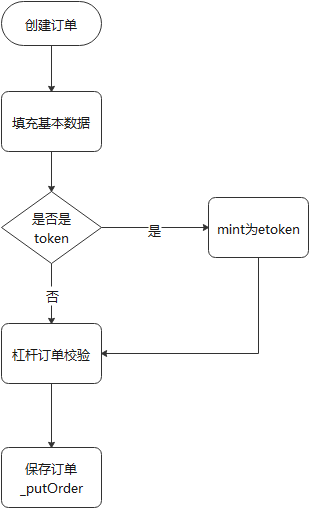 创建订单
填充基本数据
是否是
token
是
mint为etoken
否
杠杆订单校验
保存订单
_putOrder